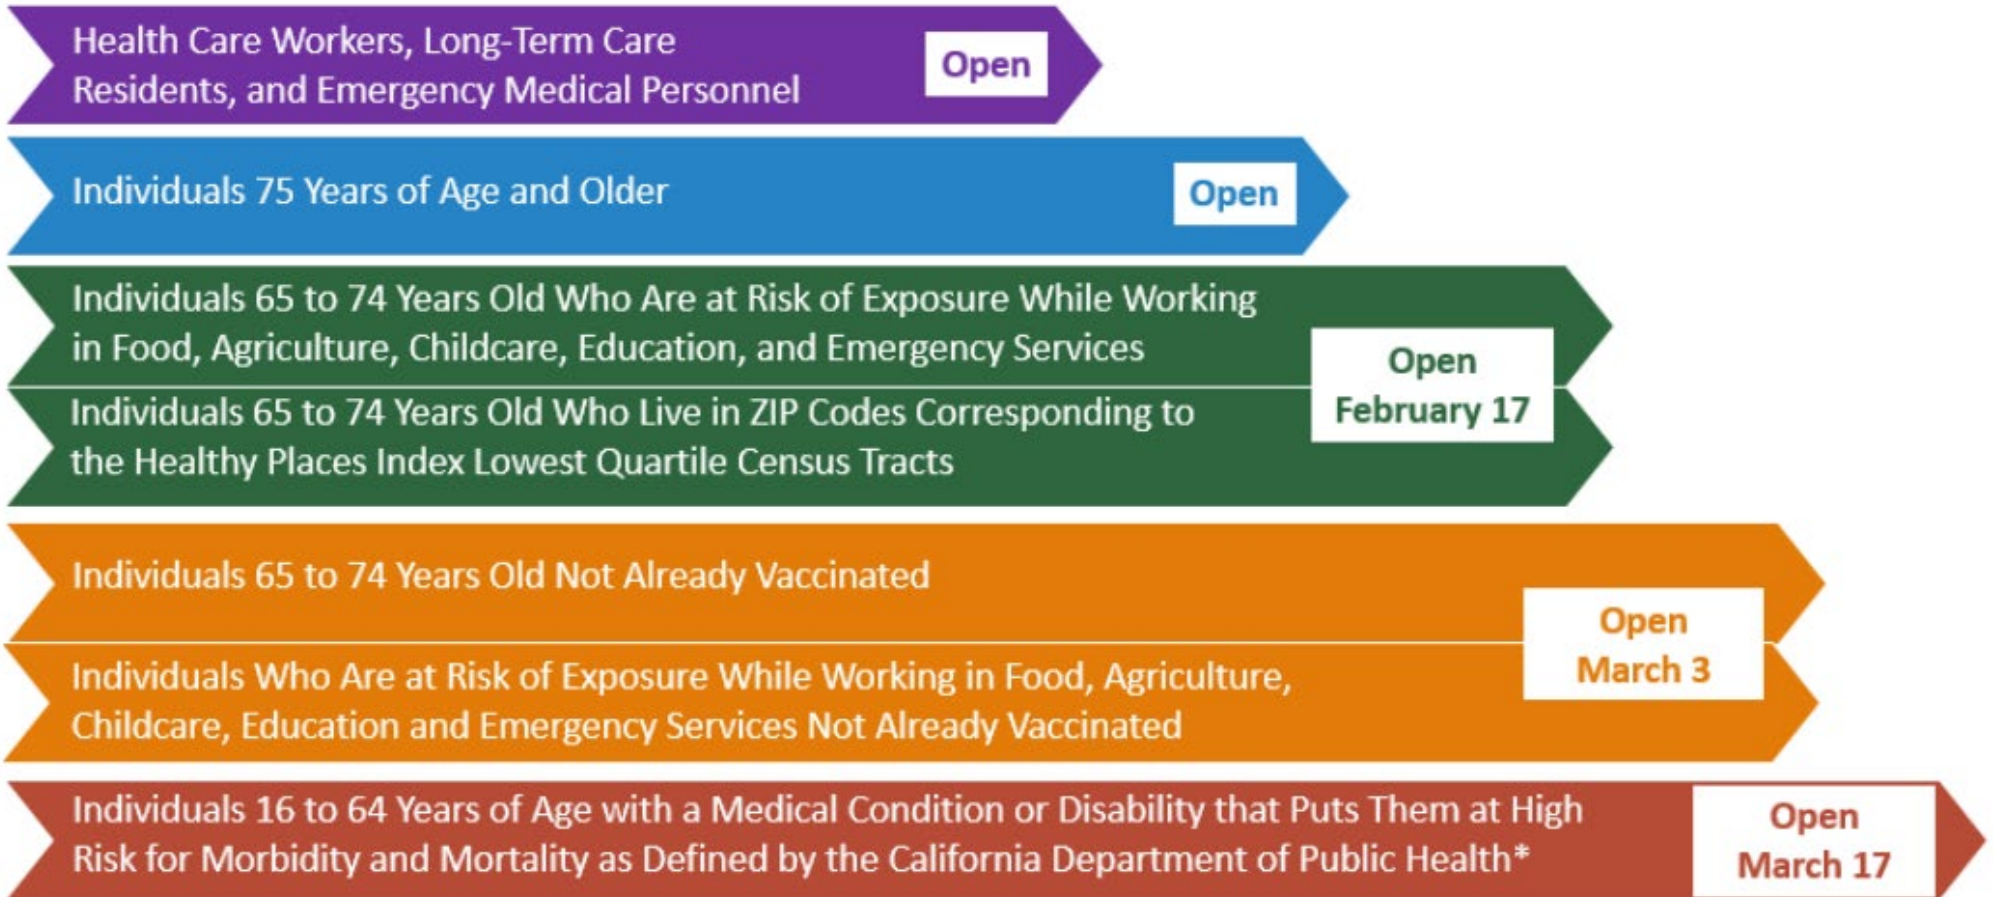 Health Care Workers, Long-Term Care
Residents, and Emergency Medical Personnel
Open
Individuals 75 Years of Age and Older
Open
Individuals 65 to 74 Years Old Who Are at Risk of Exposure While Working
in Food, Agriculture, Childcare, Education, and Emergency Services
Individuals 65 to 74 Years Old Who Live in ZIP Codes Corresponding to
the Healthy Places Index Lowest Quartile Census Tracts
Open
February 17
Individuals 65 to 74 Years Old Not Already Vaccinated
Individuals Who Are at Risk of Exposure While Working in Food, Agriculture,
Childcare, Education and Emergency Services Not Already Vaccinated
Open
March 3
Individuals 16 to 64 Years of Age with a Medical Condition or Disability that Puts Them at High
Risk for Morbidity and Mortality as Defined by the California Department of Public Health*
Open
March 17